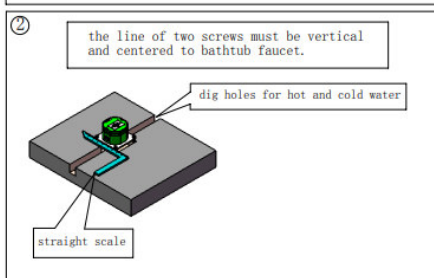 ②
the line of two screws must be vertical
and centered to bathtub faucet.
dig holes for hot and cold water
straight scale